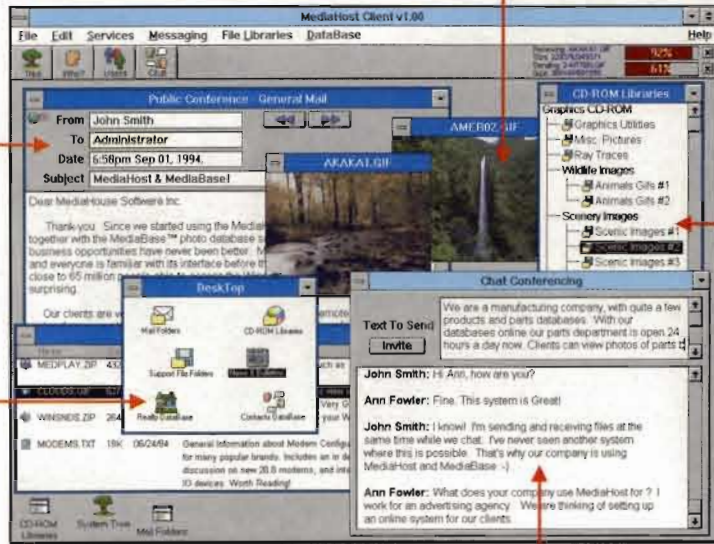 MediaHost Client v1.00
File Edit Services Messaging File Libraries DataBase Help
Tree Who? Users Chat
92%
61%
Public Conference - General Mail
From John Smith
To Administrator
Date 6:58pm Sep 01, 1994.
Subject MediaHost & MediaBase!
Dear MediaHouse Software Inc.
Thank you. Since we started using the Media
together with the MediaBase™ photo database s
business opportunities have never been better. M
and everyone is familiar with its interface before th
close to 65 million
surprising.
Our clients are v
emote
AKAKA1.GIF
AMER02.GIF
CD-ROM Libraries
Graphics CD-ROM
Graphics Utilities
Misc. Pictures
Ray Traces
Wildlife Images
Animals Gifs #1
Animals Gifs #2
Scenery Images
Scenic Images #1
Scenic Images #2
Scenic Images #3
DeskTop
Mail Folders
CD-ROM Libraries
Support File Folders
Realty DataBase
Contacts DataBase
MEDPLAY.ZIP 432
such as
CLOUDS.GIF
Very G
WINSNDS.ZIP 264
your W
MODEMS.TXT 19K 06/24/94 General Information about Modem Configu
for many popular brands. Includes an in de
discussion on new 28.8 modems, and inte
IO devices. Worth Reading!
Chat Conferencing
Text To Send
Invite
We are a manufacturing company, with quite a few
products and parts databases. With our
databases online our parts department is open 24
hours a day now. Clients can view photos of parts
John Smith: Hi Ann, how are you?
Ann Fowler: Fine. This system is Great!
John Smith: I know! I'm sending and receiving files at the
same time while we chat. I've never seen another system
where this is possible. That's why our company is using
MediaHost and MediaBase :-)
Ann Fowler: What does your company use MediaHost for ? I
work for an advertising agency. We are thinking of setting up
an online system for our clients.
CD-ROM
Libraries
System Tree
Mail Folders